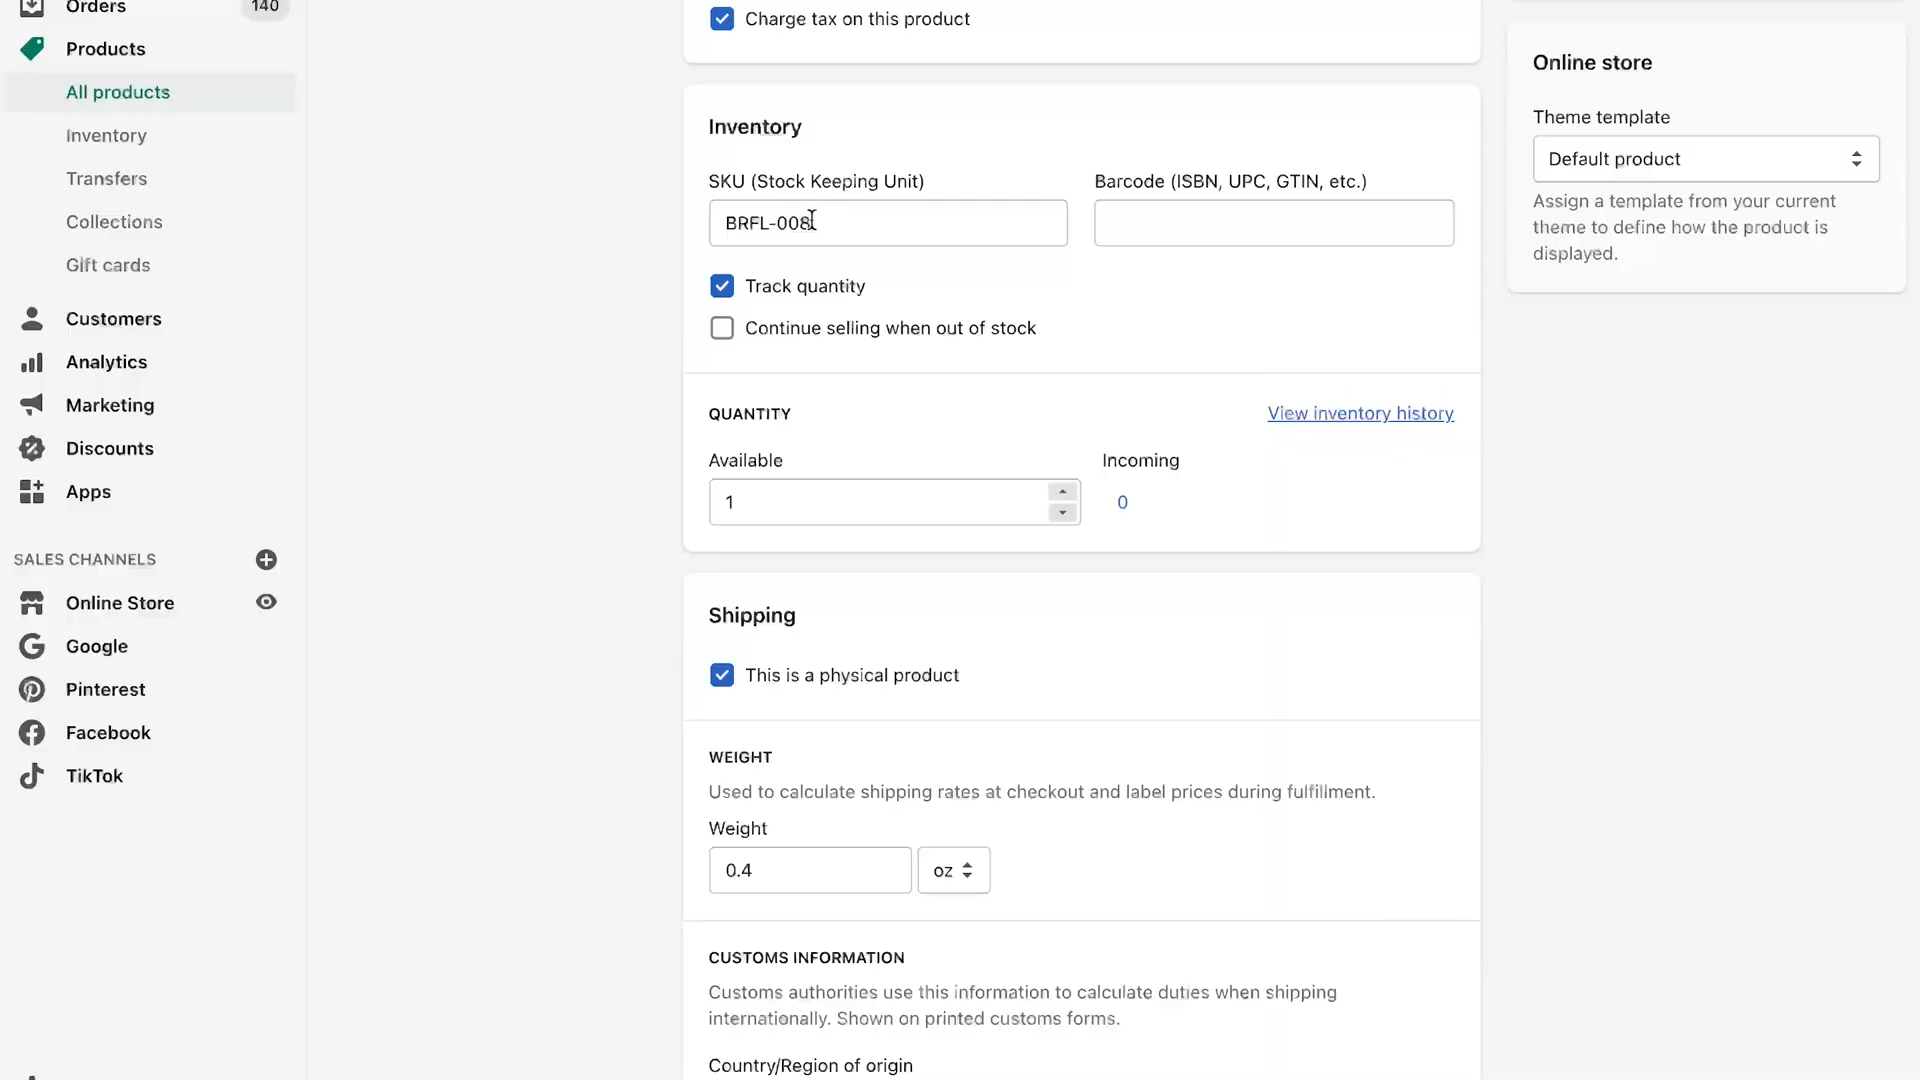 Orders
140
Products
All products
Inventory
Transfers
Collections
Gift cards
Customers
Analytics
Marketing
Discounts
Apps
SALES CHANNELS
Online Store
Google
Pinterest
Facebook
TikTok
Charge tax on this product
Inventory
SKU (Stock Keeping Unit)
Barcode (ISBN, UPC, GTIN, etc.)
BRFL-008
Track quantity
Continue selling when out of stock
QUANTITY
View inventory history
Available
Incoming
1
0
Shipping
This is a physical product
WEIGHT
Used to calculate shipping rates at checkout and label prices during fulfillment.
Weight
0.4
oz
CUSTOMS INFORMATION
Customs authorities use this information to calculate duties when shipping
internationally. Shown on printed customs forms.
Country/Region of origin
Online store
Theme template
Default product
Assign a template from your current
theme to define how the product is
displayed.